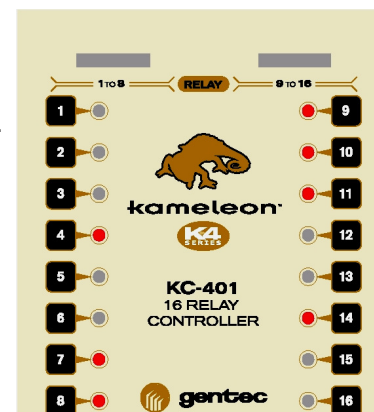 1 TO 8 RELAY 9 TO 16
1 9
2 10
3 11
kameleon
4 12
K4
SERIES
5 13
KC-401
16 RELAY
6 14
CONTROLLER
7 15
8 gentec 16